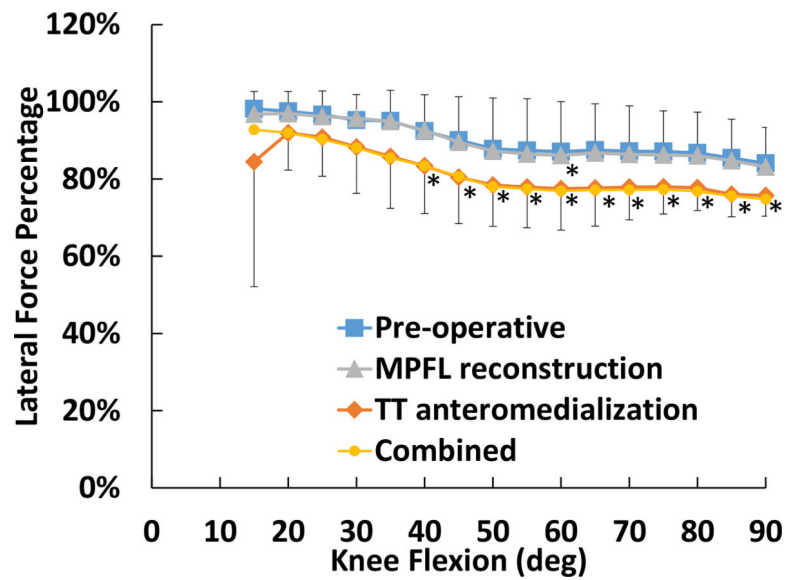 120%
100%
80%
60%
40%
20%
0%
Lateral Force Percentage
*
* * * * * * * * * * *
Pre-operative
MPFL reconstruction
TT anteromedialization
Combined
0 10 20 30 40 50 60 70 80 90
Knee Flexion (deg)